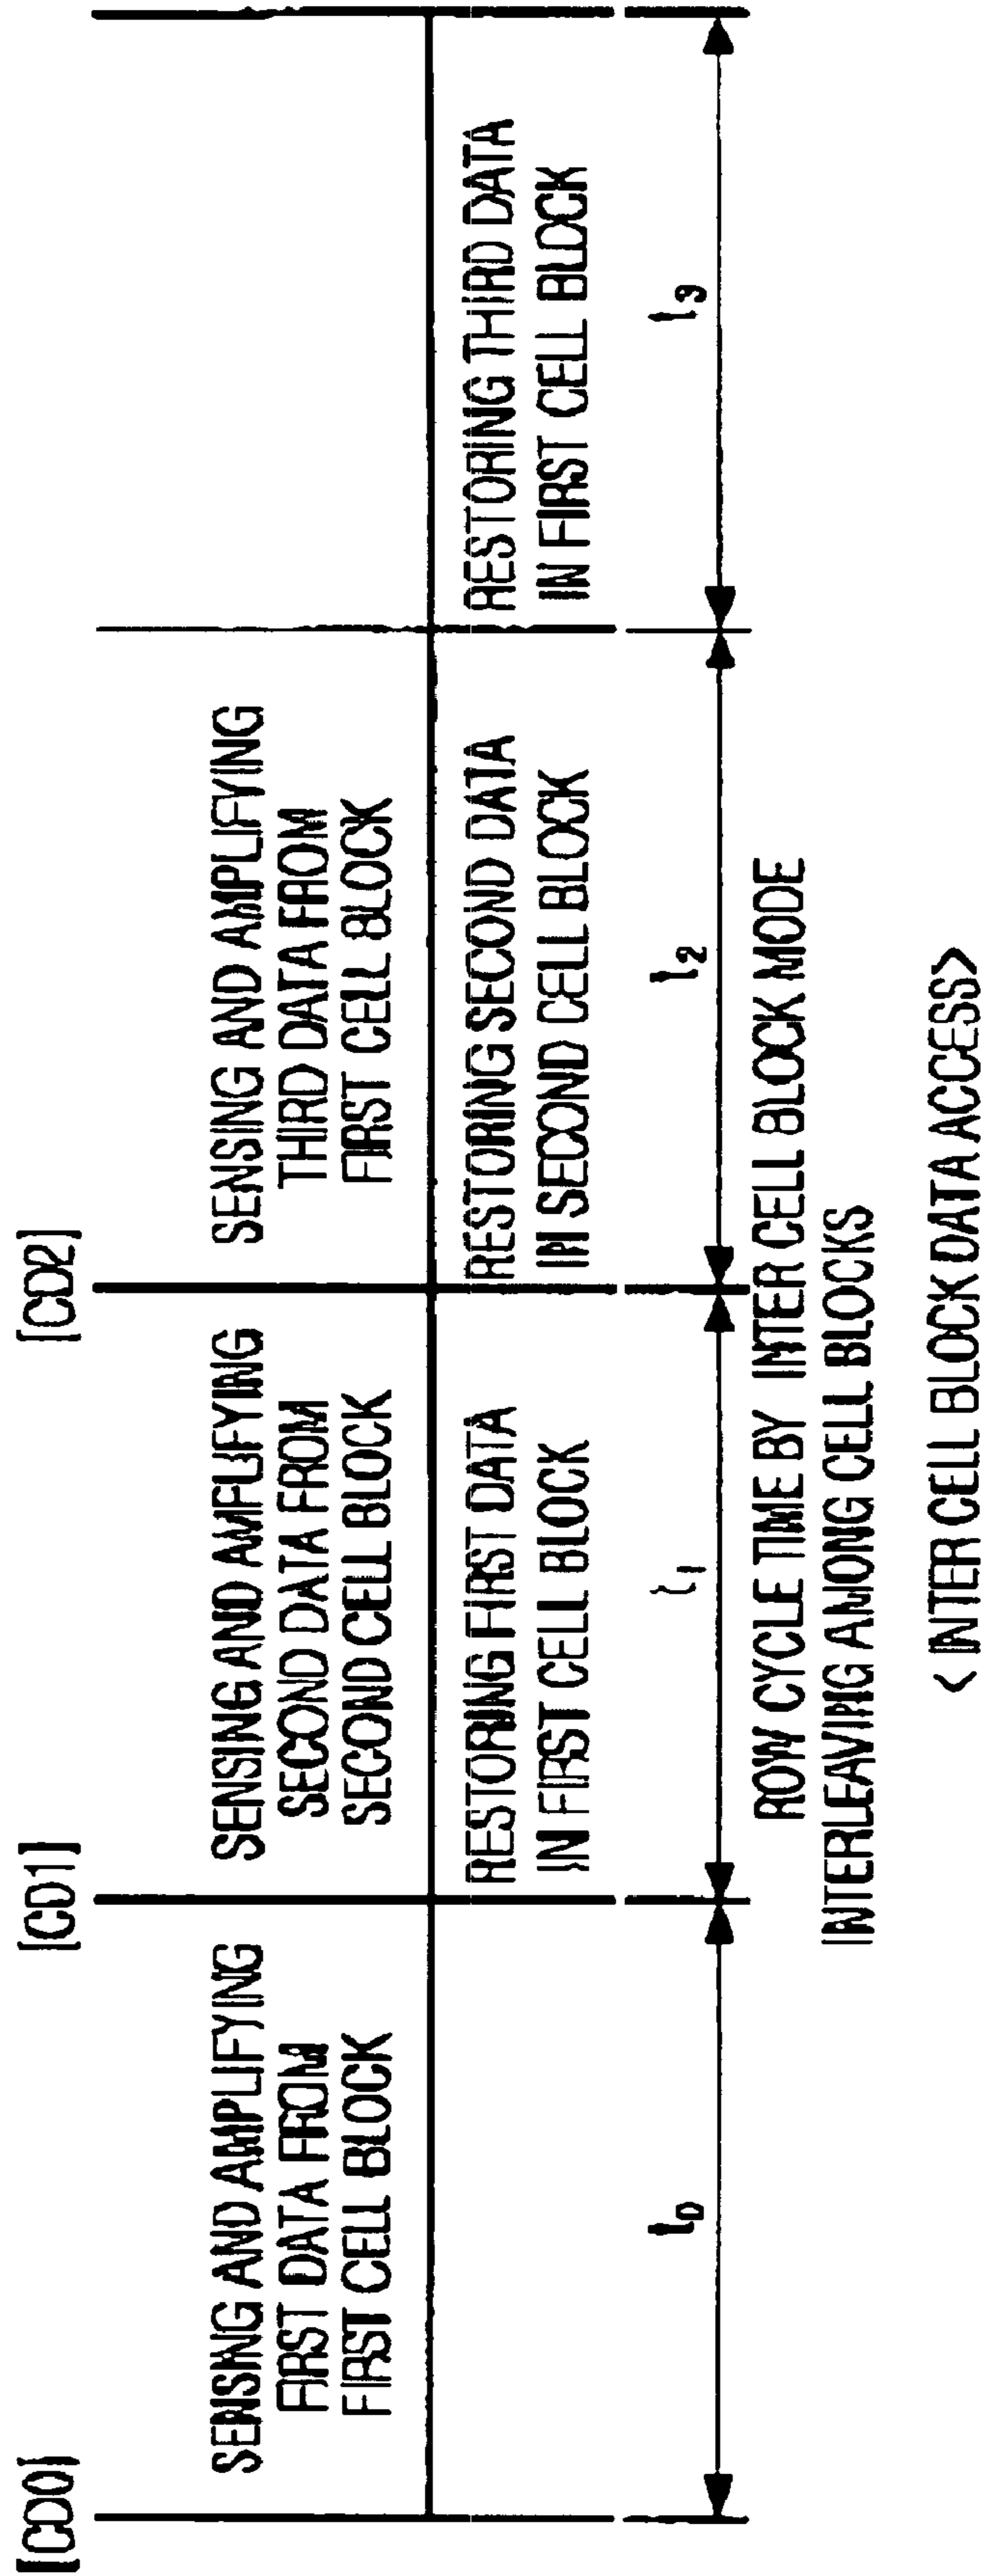 [CD0]
[CD1]
[CD2]
SENSING AND AMPLIFYING
FIRST DATA FROM
FIRST CELL BLOCK
SENSING AND AMPLIFYING
SECOND DATA FROM
SECOND CELL BLOCK
SENSING AND AMPLIFYING
THIRD DATA FROM
FIRST CELL BLOCK
RESTORING FIRST DATA
IN FIRST CELL BLOCK
RESTORING SECOND DATA
IN SECOND CELL BLOCK
RESTORING THIRD DATA
IN FIRST CELL BLOCK
t0
t1
t2
t3
ROW CYCLE TIME BY INTER CELL BLOCK MODE
INTERLEAVING AMONG CELL BLOCKS
< INTER CELL BLOCK DATA ACCESS>